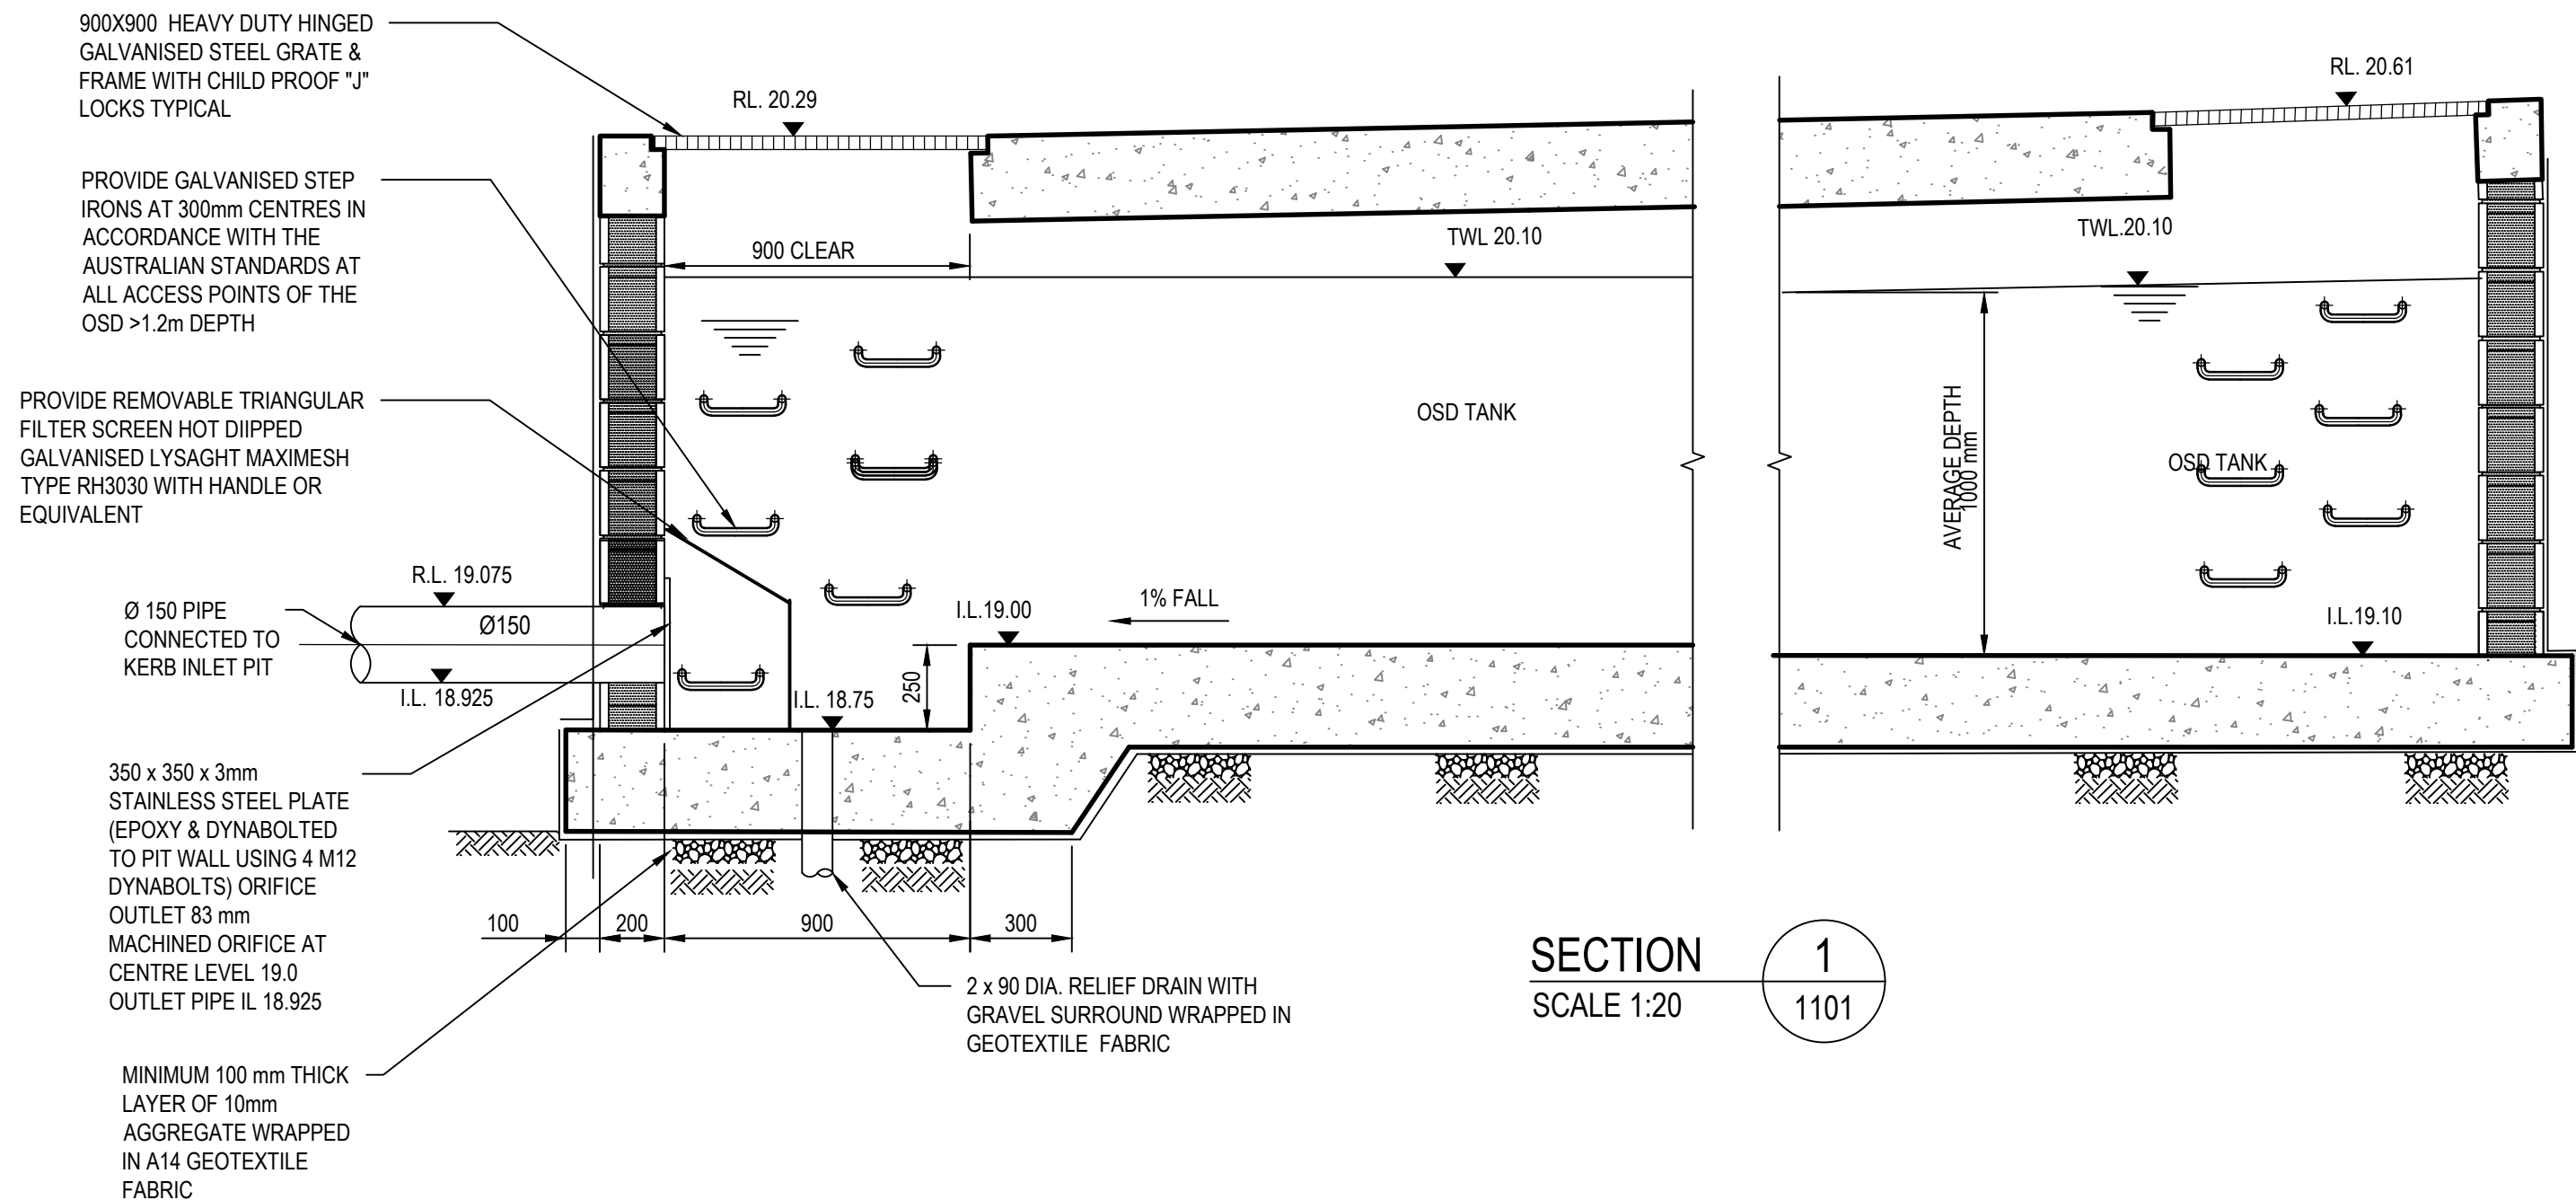 900X900 HEAVY DUTY HINGED
GALVANISED STEEL GRATE &
FRAME WITH CHILD PROOF "J"
LOCKS TYPICAL
RL. 20.29
RL. 20.61
PROVIDE GALVANISED STEP
IRONS AT 300mm CENTRES IN
ACCORDANCE WITH THE
AUSTRALIAN STANDARDS AT
ALL ACCESS POINTS OF THE
OSD >1.2m DEPTH
900 CLEAR
TWL 20.10
TWL.20.10
PROVIDE REMOVABLE TRIANGULAR
FILTER SCREEN HOT DIIPPED
GALVANISED LYSAGHT MAXIMESH
TYPE RH3030 WITH HANDLE OR
EQUIVALENT
OSD TANK
AVERAGE DEPTH
1000 mm
OSD TANK
R.L. 19.075
Ø 150 PIPE
CONNECTED TO
KERB INLET PIT
Ø150
I.L. 18.925
I.L.19.00
1% FALL
I.L.19.10
250
I.L. 18.75
350 x 350 x 3mm
STAINLESS STEEL PLATE
(EPOXY & DYNABOLTED
TO PIT WALL USING 4 M12
DYNABOLTS) ORIFICE
OUTLET 83 mm
MACHINED ORIFICE AT
CENTRE LEVEL 19.0
OUTLET PIPE IL 18.925
100
200
900
300
2 x 90 DIA. RELIEF DRAIN WITH
GRAVEL SURROUND WRAPPED IN
GEOTEXTILE FABRIC
SECTION
SCALE 1:20
1
1101
MINIMUM 100 mm THICK
LAYER OF 10mm
AGGREGATE WRAPPED
IN A14 GEOTEXTILE
FABRIC